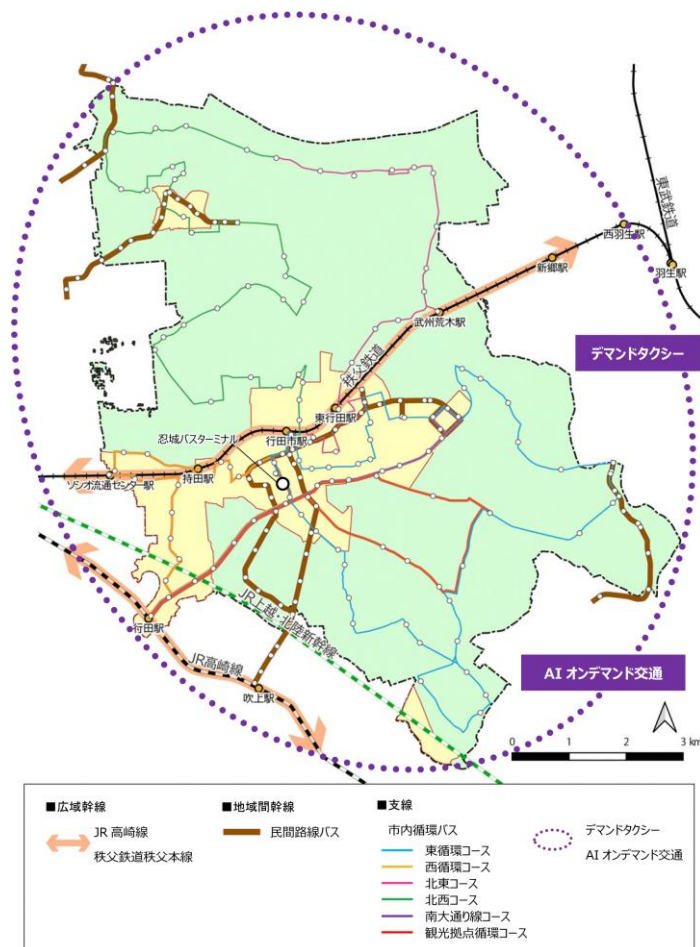 東武鉄道
西羽生駅
羽生駅
新郷駅
武州荒木駅
デマンドタクシー
秩父鉄道
東行田駅
行田市駅
忍城バスターミナル
持田駅
ソシオ流通センター駅
JR上越・北陸新幹線
行田駅
JR高崎線
吹上駅
AI オンデマンド交通
0 1 2 3 km
■広域幹線
JR 高崎線
秩父鉄道秩父本線
■地域間幹線
民間路線バス
■支線
市内循環バス
東循環コース
西循環コース
北東コース
北西コース
南大通り線コース
観光拠点循環コース
デマンドタクシー
AI オンデマンド交通